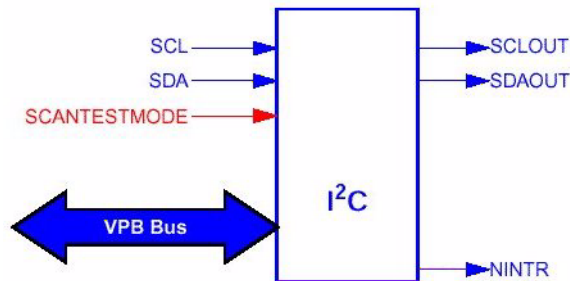 SCL
SCLOUT
SDA
SDAOUT
SCANTESTMODE
I²C
VPB Bus
NINTR